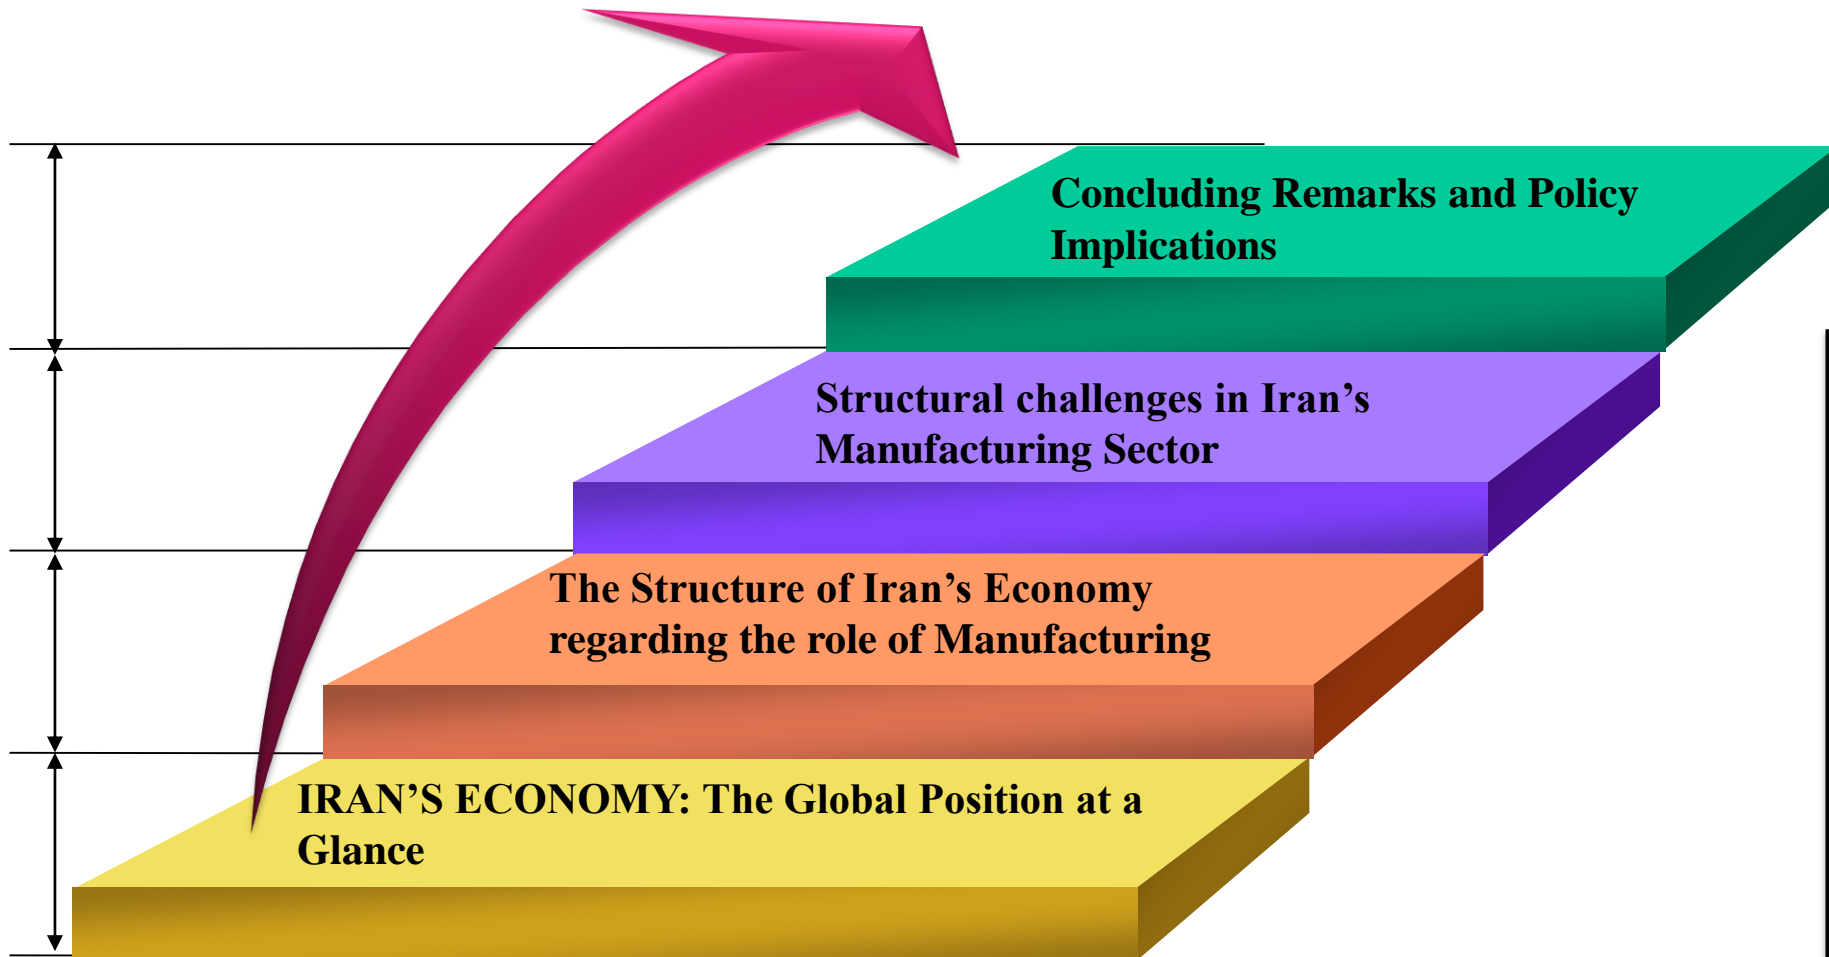 Concluding Remarks and Policy
Implications
Structural challenges in Iran’s
Manufacturing Sector
The Structure of Iran’s Economy
regarding the role of Manufacturing
IRAN’S ECONOMY: The Global Position at a
Glance